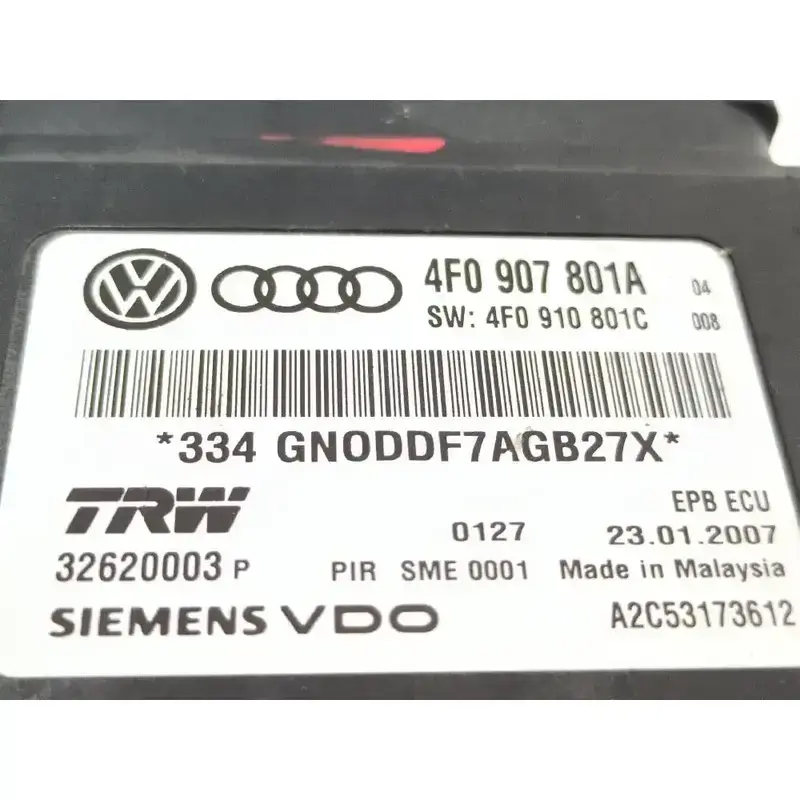 4F0 907 801A 04
SW: 4F0 910 801C 008
*334 GN0DDF7AGB27X*
TRW EPB ECU
0127 23.01.2007
32620003 P PIR SME 0001 Made in Malaysia
SIEMENS VDO A2C53173612